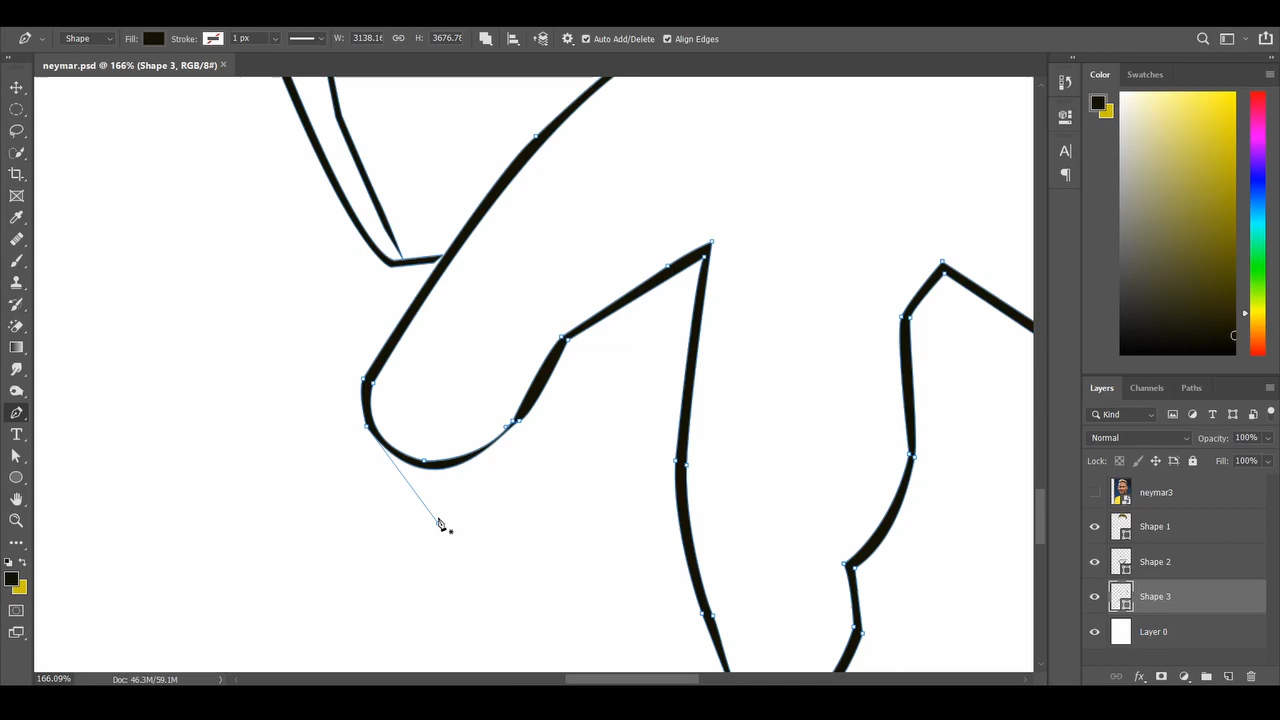 Shape Fill: Stroke: 1 px W: 3138.16 H: 3676.78 Auto Add/Delete Align Edges
neymar.psd @ 166% (Shape 3, RGB/8#) ×
Color Swatches
Layers Channels Paths
Kind
Normal Opacity: 100%
Lock: Fill: 100%
neymar3
Shape 1
Shape 2
Shape 3
Layer 0
166.09% Doc: 46.3M/59.1M